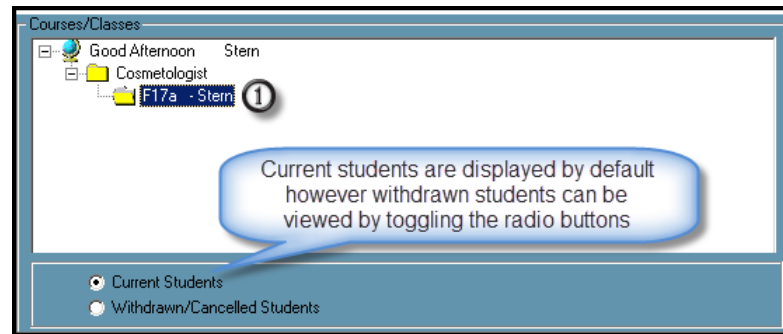 Courses/Classes
Good Afternoon Stern
Cosmetologist
F17a - Stern 1
Current students are displayed by default
however withdrawn students can be
viewed by toggling the radio buttons
Current Students
Withdrawn/Cancelled Students